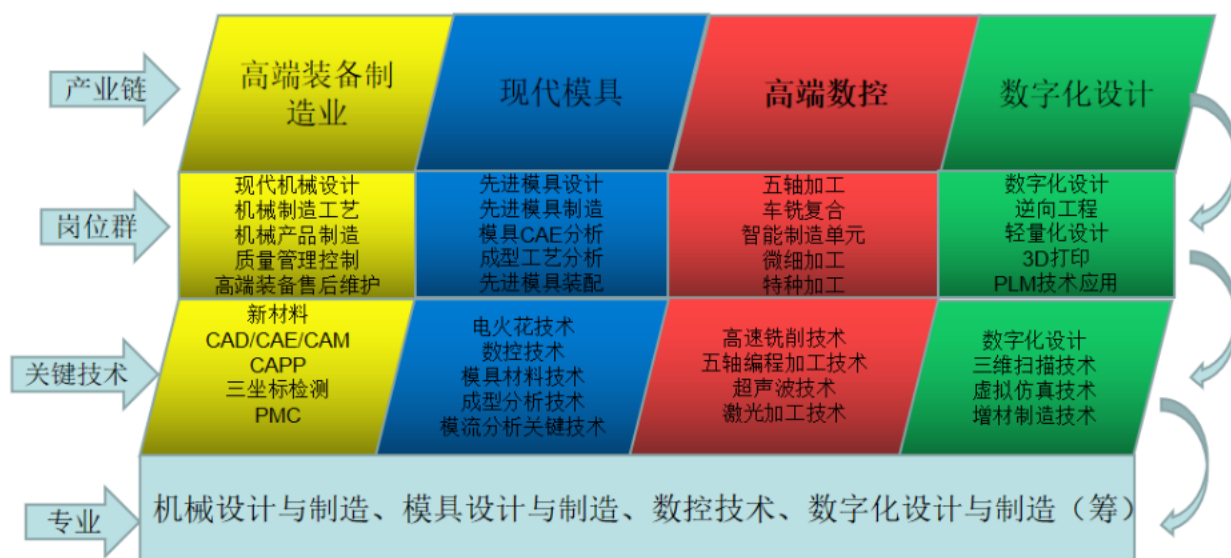 产业链
高端装备制
造业
现代模具
高端数控
数字化设计
岗位群
现代机械设计
机械制造工艺
机械产品制造
质量管理控制
高端装备售后维护
先进模具设计
先进模具制造
模具CAE分析
成型工艺分析
先进模具装配
五轴加工
车铣复合
智能制造单元
微细加工
特种加工
数字化设计
逆向工程
轻量化设计
3D打印
PLM技术应用
关键技术
新材料
CAD/CAE/CAM
CAPP
三坐标检测
PMC
电火花技术
数控技术
模具材料技术
成型分析技术
模流分析关键技术
高速铣削技术
五轴编程加工技术
超声波技术
激光加工技术
数字化设计
三维扫描技术
虚拟仿真技术
增材制造技术
专业
机械设计与制造、模具设计与制造、数控技术、数字化设计与制造（筹）